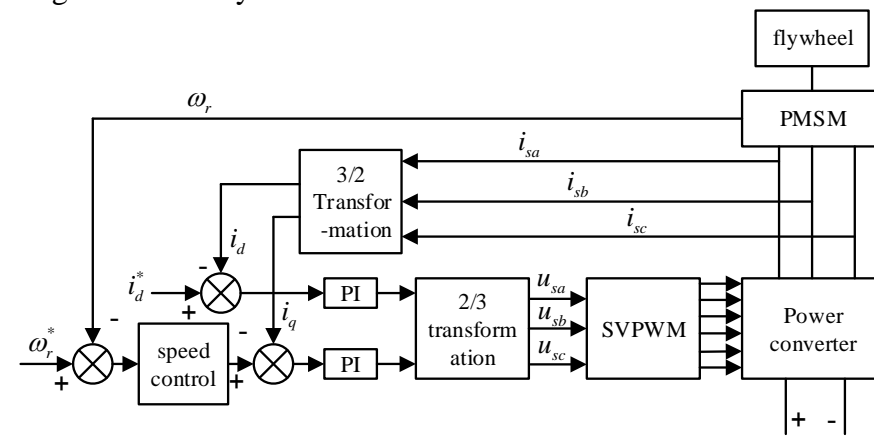 flywheel
ω_r
PMSM
i_sa
3/2
Transfor
-mation
i_sb
i_sc
i_d
-
i_d^*
+
PI
i_q
2/3
transform
ation
u_sa
u_sb
u_sc
SVPWM
Power
converter
-
ω_r^*
+
speed
control
-
+
PI
+ -